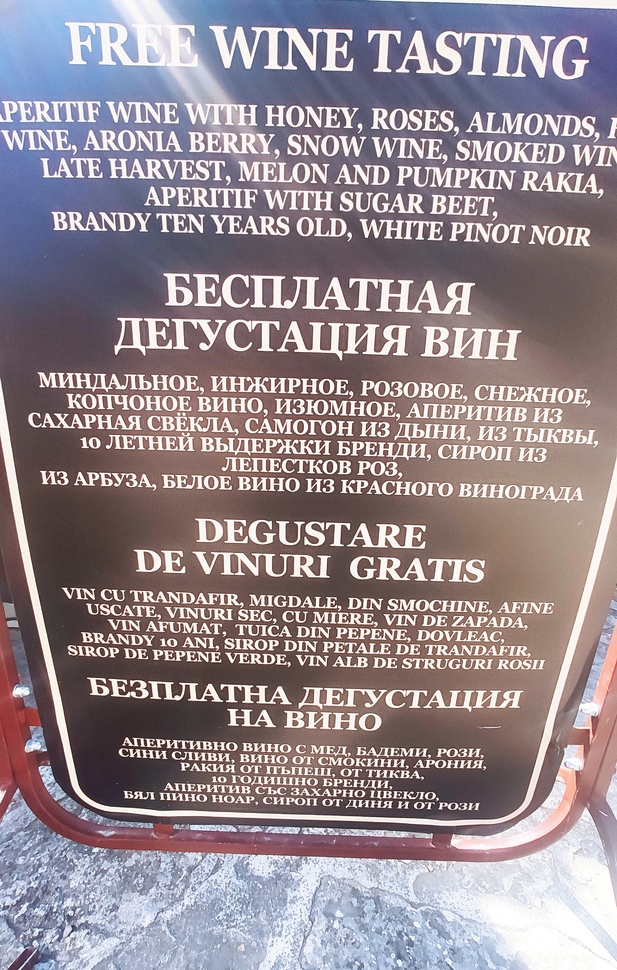 FREE WINE TASTING
APERITIF WINE WITH HONEY, ROSES, ALMONDS,
WINE, ARONIA BERRY, SNOW WINE, SMOKED WIN
LATE HARVEST, MELON AND PUMPKIN RAKIA,
APERITIF WITH SUGAR BEET,
BRANDY TEN YEARS OLD, WHITE PINOT NOIR
БЕСПЛАТНАЯ
ДЕГУСТАЦИЯ ВИН
МИНДАЛЬНОЕ, ИНЖИРНОЕ, РОЗОВОЕ, СНЕЖНОЕ,
КОПЧОНОЕ ВИНО, ИЗЮМНОЕ, АПЕРИТИВ ИЗ
САХАРНАЯ СВЁКЛА, САМОГОН ИЗ ДЫНИ, ИЗ ТЫКВЫ,
10 ЛЕТНЕЙ ВЫДЕРЖКИ БРЕНДИ, СИРОП ИЗ
ЛЕПЕСТКОВ РОЗ,
ИЗ АРБУЗА, БЕЛОЕ ВИНО ИЗ КРАСНОГО ВИНОГРАДА
DEGUSTARE
DE VINURI GRATIS
VIN CU TRANDAFIR, MIGDALE, DIN SMOCHINE, AFINE
USCATE, VINURI SEC, CU MIERE, VIN DE ZAPADA,
VIN AFUMAT, TUICA DIN PEPENE, DOVLEAC,
BRANDY 10 ANI, SIROP DIN PETALE DE TRANDAFIR,
SIROP DE PEPENE VERDE, VIN ALB DE STRUGURI ROSII
БЕЗПЛАТНА ДЕГУСТАЦИЯ
НА ВИНО
АПЕРИТИВНО ВИНО С МЕД, БАДЕМИ, РОЗИ,
СИНИ СЛИВИ, ВИНО ОТ СМОКИНИ, АРОНИЯ,
РАКИЯ ОТ ПЪПЕШ, ОТ ТИКВА,
10 ГОДИШНО БРЕНДИ,
АПЕРИТИВ СЪС ЗАХАРНО ЦВЕКЛО,
БЯЛ ПИНО НОАР, СИРОП ОТ ДИНЯ И ОТ РОЗИ